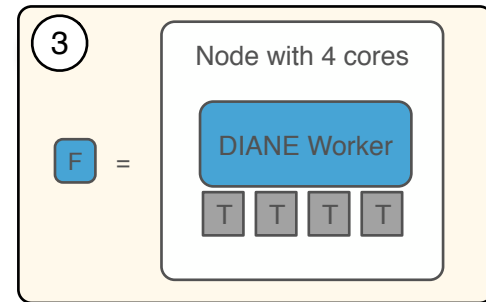 3
Node with 4 cores
F =
DIANE Worker
T T T T